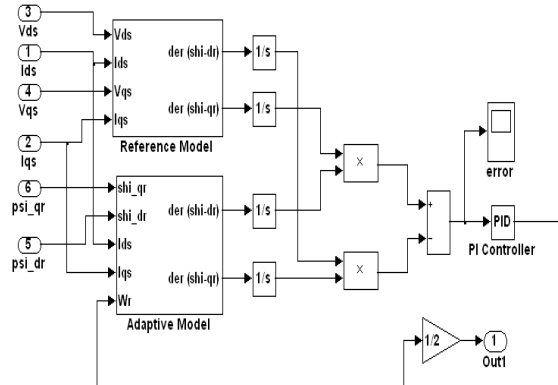 3
Vds
1
Ids
4
Vqs
2
Iqs
6
psi_qr
5
psi_dr
Vds
Ids
Vqs
Iqs
der (shi-dr)
der (shi-qr)
Reference Model
shi_qr
shi_dr
Ids
Iqs
Wr
der (shi-dr)
der (shi-qr)
Adaptive Model
1/s
1/s
1/s
1/s
X
X
+
−
error
PID
PI Controller
1/2
1
Out1